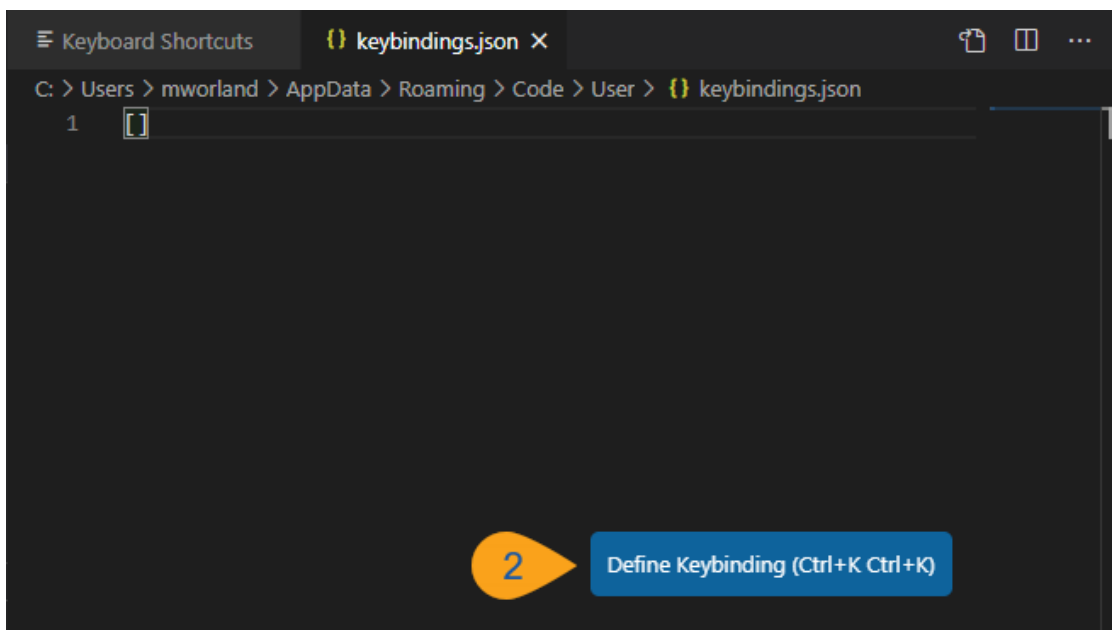 Keyboard Shortcuts {} keybindings.json ×
C: > Users > mworland > AppData > Roaming > Code > User > {} keybindings.json
1 []
2 Define Keybinding (Ctrl+K Ctrl+K)